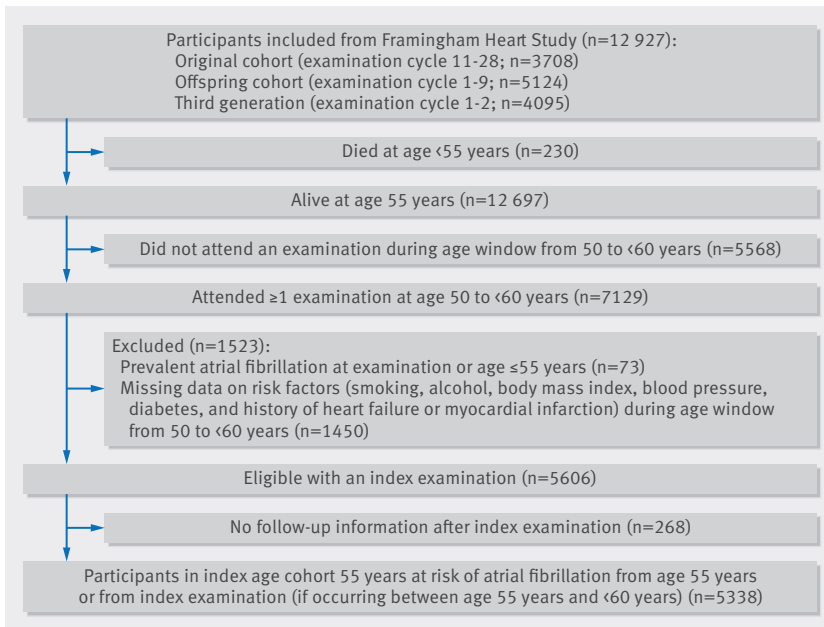 Participants included from Framingham Heart Study (n=12 927):
Original cohort (examination cycle 11-28; n=3708)
Offspring cohort (examination cycle 1-9; n=5124)
Third generation (examination cycle 1-2; n=4095)
Died at age <55 years (n=230)
Alive at age 55 years (n=12 697)
Did not attend an examination during age window from 50 to <60 years (n=5568)
Attended ≥1 examination at age 50 to <60 years (n=7129)
Excluded (n=1523):
Prevalent atrial fibrillation at examination or age ≤55 years (n=73)
Missing data on risk factors (smoking, alcohol, body mass index, blood pressure,
diabetes, and history of heart failure or myocardial infarction) during age window
from 50 to <60 years (n=1450)
Eligible with an index examination (n=5606)
No follow-up information after index examination (n=268)
Participants in index age cohort 55 years at risk of atrial fibrillation from age 55 years
or from index examination (if occurring between age 55 years and <60 years) (n=5338)